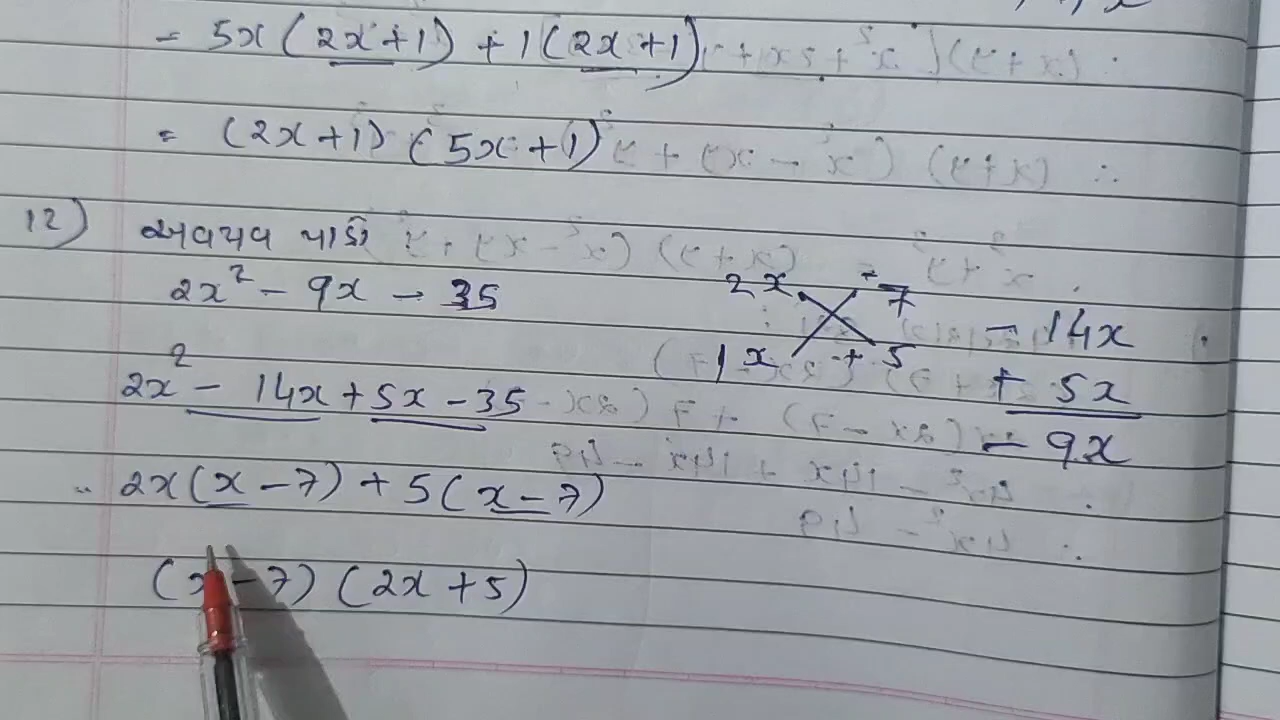 = 5x (2x+1) + 1(2x+1)
= (2x+1) (5x+1)
12) અવયવ પાડો
2x² - 9x - 35
2x - 7
1x + 5
- 14x
+ 5x
- 9x
2x² - 14x + 5x - 35
2x(x-7) + 5(x-7)
(x-7) (2x+5)